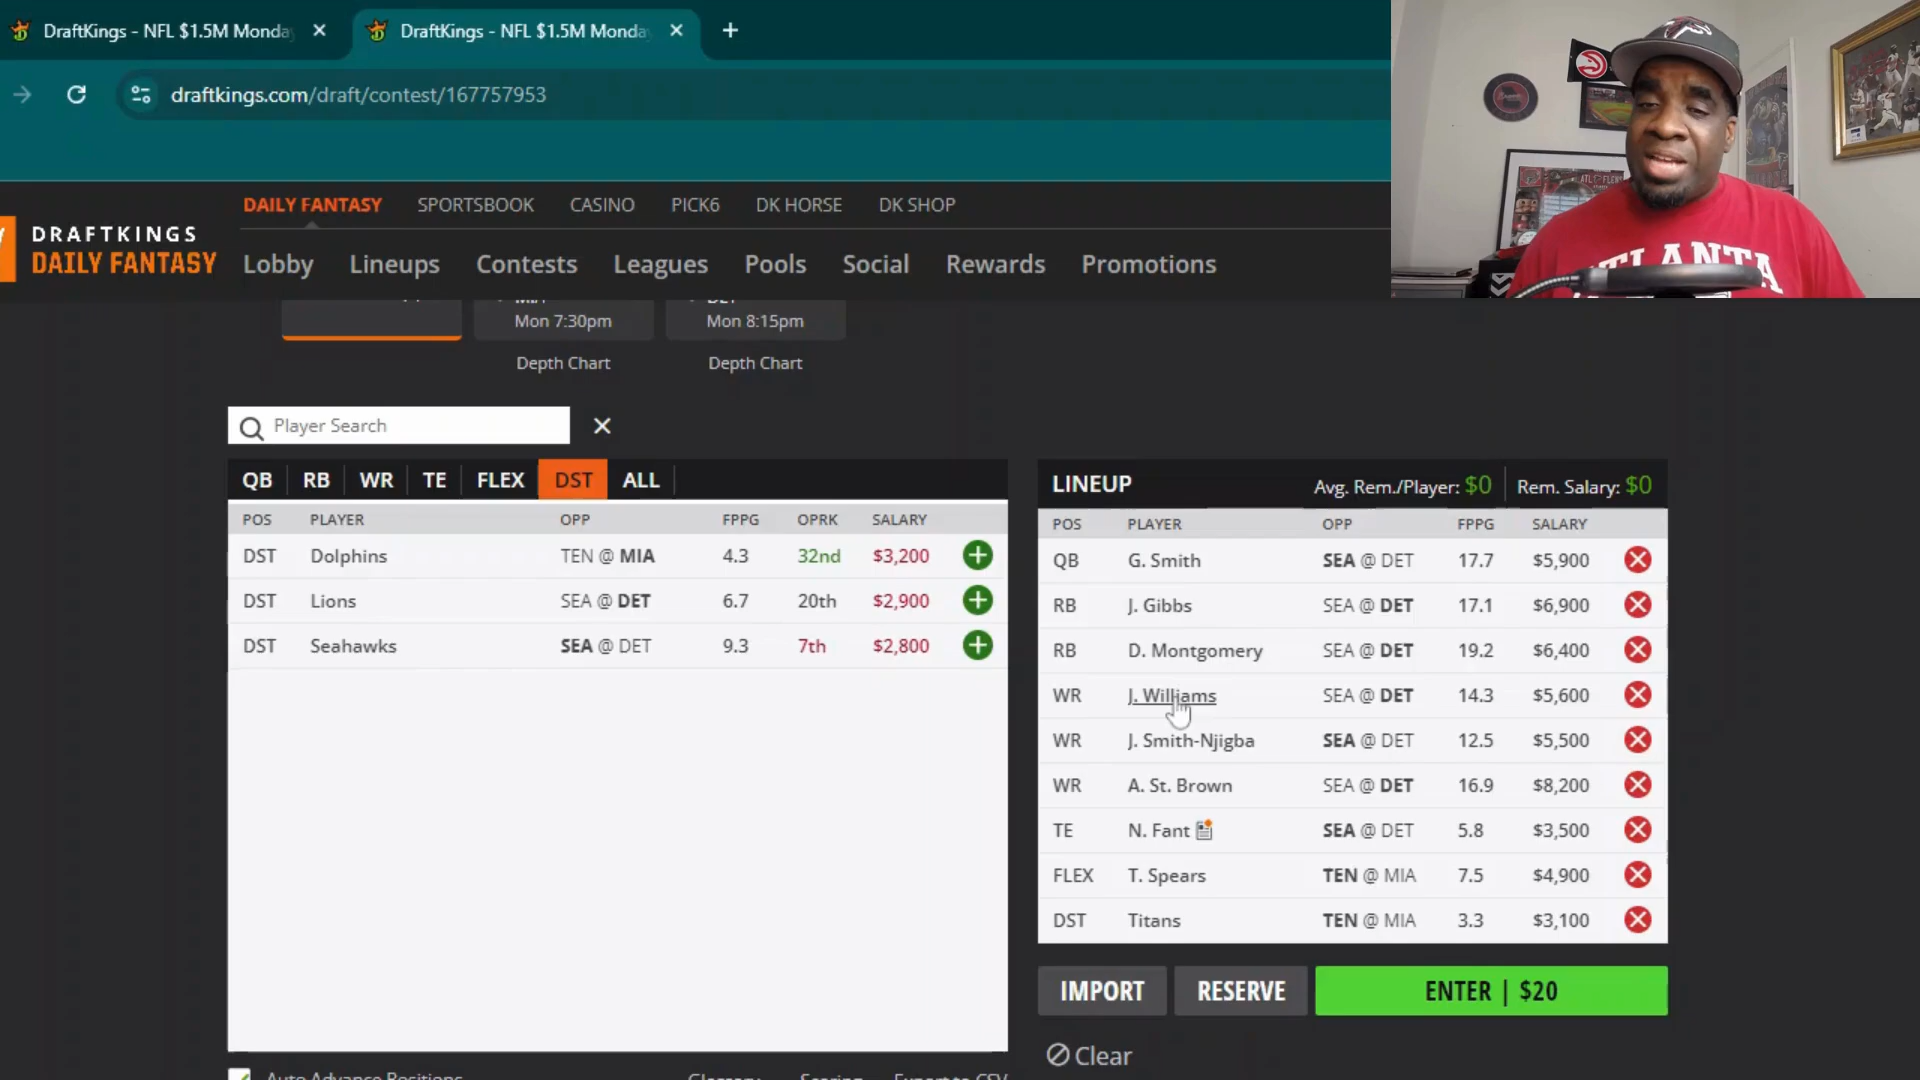 DraftKings - NFL $1.5M Monda
DraftKings - NFL $1.5M Monda
draftkings.com/draft/contest/167757953
DAILY FANTASY SPORTSBOOK CASINO PICK6 DK HORSE DK SHOP
DRAFTKINGS
DAILY FANTASY
Lobby Lineups Contests Leagues Pools Social Rewards Promotions
ATLANTA
Mon 7:30pm Mon 8:15pm
Depth Chart Depth Chart
Player Search
QB RB WR TE FLEX DST ALL
POS PLAYER OPP FPPG OPRK SALARY
DST Dolphins TEN @ MIA 4.3 32nd $3,200
DST Lions SEA @ DET 6.7 20th $2,900
DST Seahawks SEA @ DET 9.3 7th $2,800
LINEUP Avg. Rem./Player: $0 Rem. Salary: $0
POS PLAYER OPP FPPG SALARY
QB G. Smith SEA @ DET 17.7 $5,900
RB J. Gibbs SEA @ DET 17.1 $6,900
RB D. Montgomery SEA @ DET 19.2 $6,400
WR J. Williams SEA @ DET 14.3 $5,600
WR J. Smith-Njigba SEA @ DET 12.5 $5,500
WR A. St. Brown SEA @ DET 16.9 $8,200
TE N. Fant SEA @ DET 5.8 $3,500
FLEX T. Spears TEN @ MIA 7.5 $4,900
DST Titans TEN @ MIA 3.3 $3,100
IMPORT RESERVE ENTER | $20
Clear
Auto Advance Positions Glossary Scoring Export to CSV